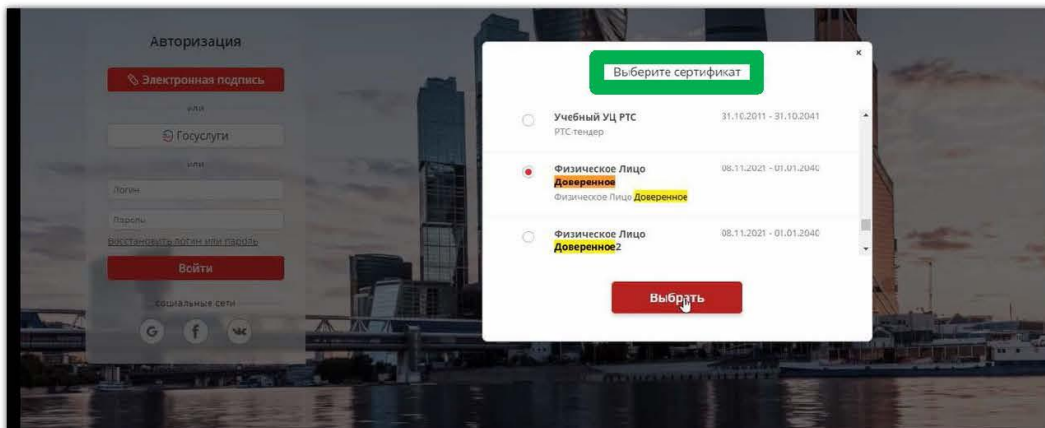 Авторизация
Электронная подпись
или
Госуслуги
или
Логин
Пароль
Восстановить логин или пароль
Войти
социальные сети
G
f
Выберите сертификат
×
Учебный УЦ РТС
31.10.2011 - 31.10.2041
РТС-тендер
Физическое Лицо
08.11.2021 - 01.01.2040
Доверенное
Физическое Лицо Доверенное
Физическое Лицо
08.11.2021 - 01.01.2040
Доверенное2
Выбрать